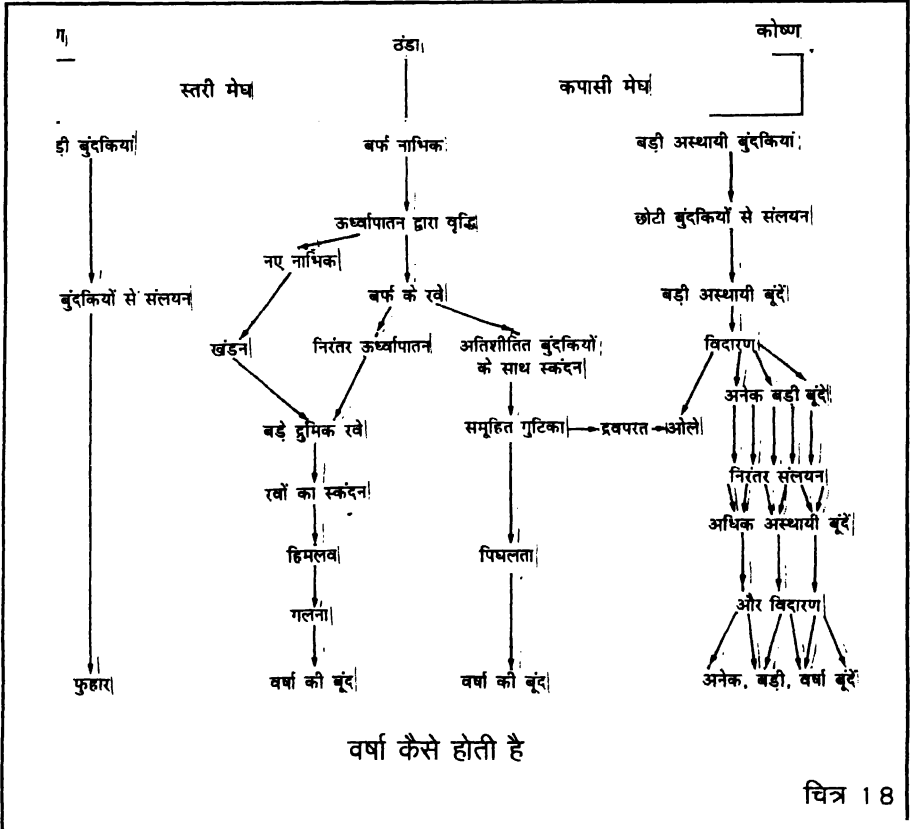 ठंडा
कोष्ण
स्तरी मेघ
कपासी मेघ
ड़ी बुंदकियां
बर्फ नाभिक
बड़ी अस्थायी बुंदकियां
ऊर्ध्वापातन द्वारा वृद्धि
छोटी बुंदकियों से संलयन
नए नाभिक
बुंदकियों से संलयन
बर्फ के रवे
बड़ी अस्थायी बूंदें
खंडन
निरंतर ऊर्ध्वापातन
अतिशीतित बुंदकियों
के साथ स्कंदन
विदारण
अनेक बडी बूंदें
बड़े द्रुमिक रवे
समूहित गुटिका
द्रवपरत
ओले
निरंतर संलयन
रवों का स्कंदन
अधिक अस्थायी बूंदें
हिमलव
पिघलता
गलना
और विदारण
फुहार
वर्षा की बूंद
वर्षा की बूंद
अनेक, बड़ी, वर्षा बूंदें
वर्षा कैसे होती है
चित्र 18